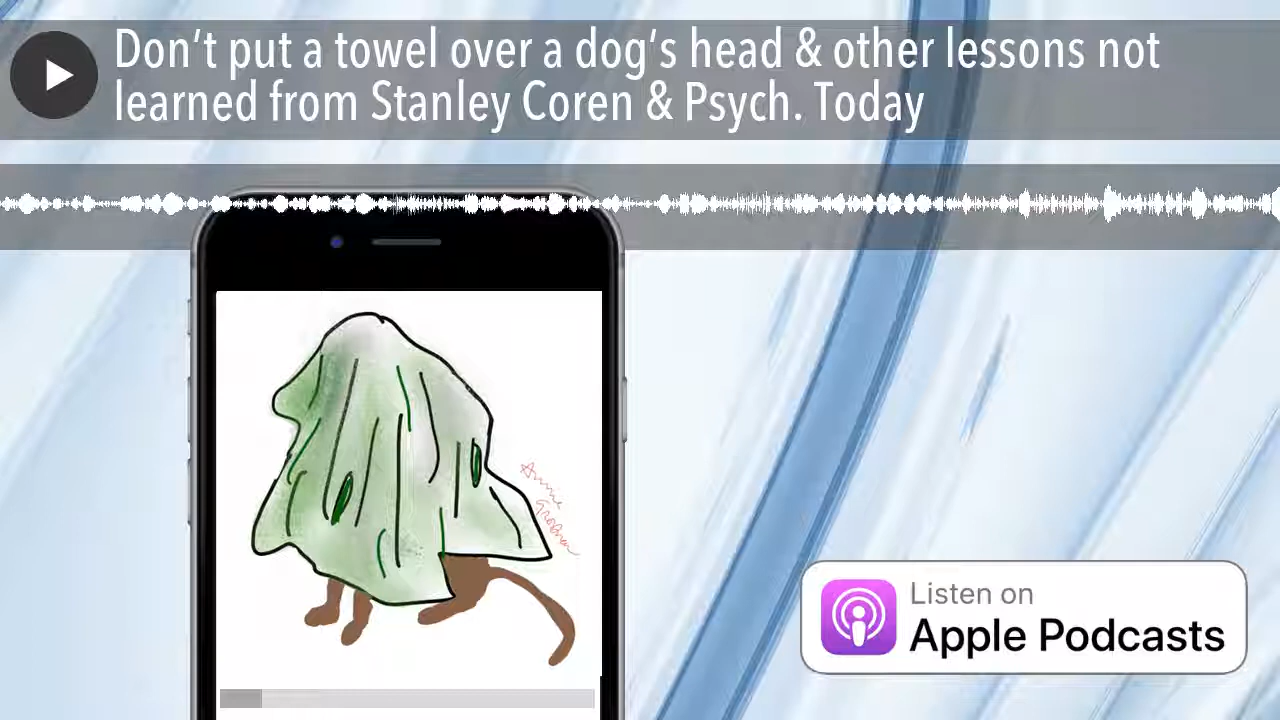 Don't put a towel over a dog's head & other lessons not
learned from Stanley Coren & Psych. Today
Annie
Listen on
Apple Podcasts